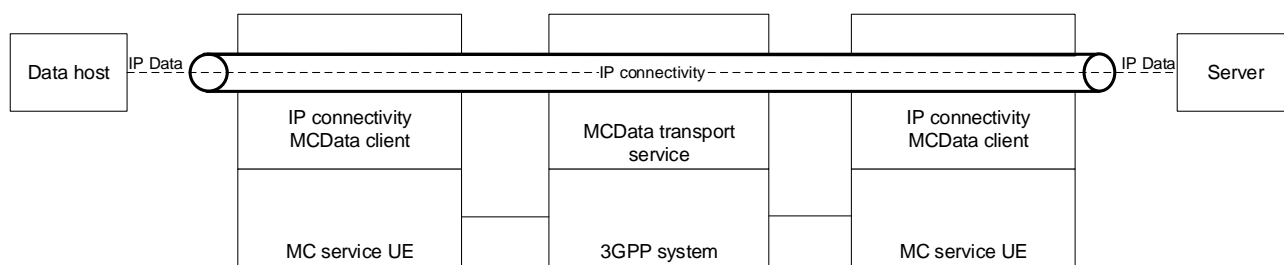 Data host
IP Data
IP connectivity
IP Data
Server
IP connectivity
MCData client
MCData transport
service
IP connectivity
MCData client
MC service UE
3GPP system
MC service UE